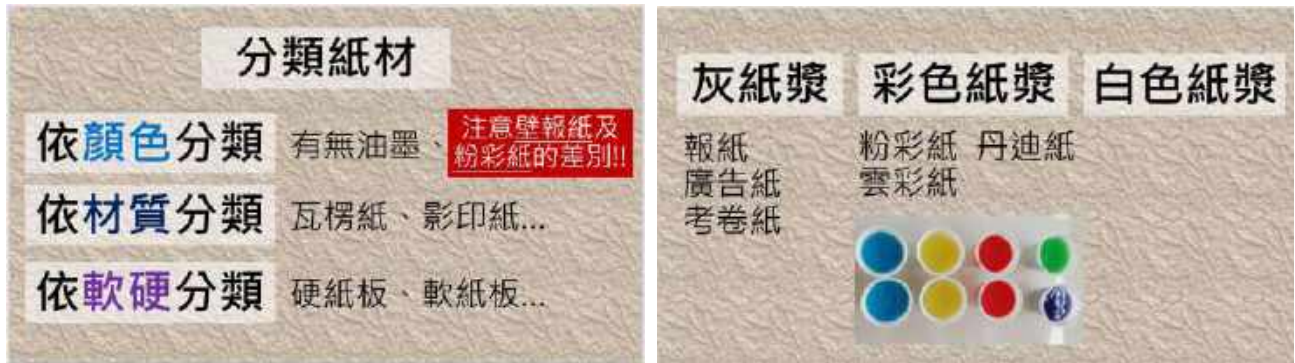 分類紙材
依顏色分類 有無油墨、
注意壁報紙及
粉彩紙的差別!!
依材質分類 瓦楞紙、影印紙...
依軟硬分類 硬紙板、軟紙板...
灰紙漿 彩色紙漿 白色紙漿
報紙
廣告紙
考卷紙
粉彩紙 丹迪紙
雲彩紙